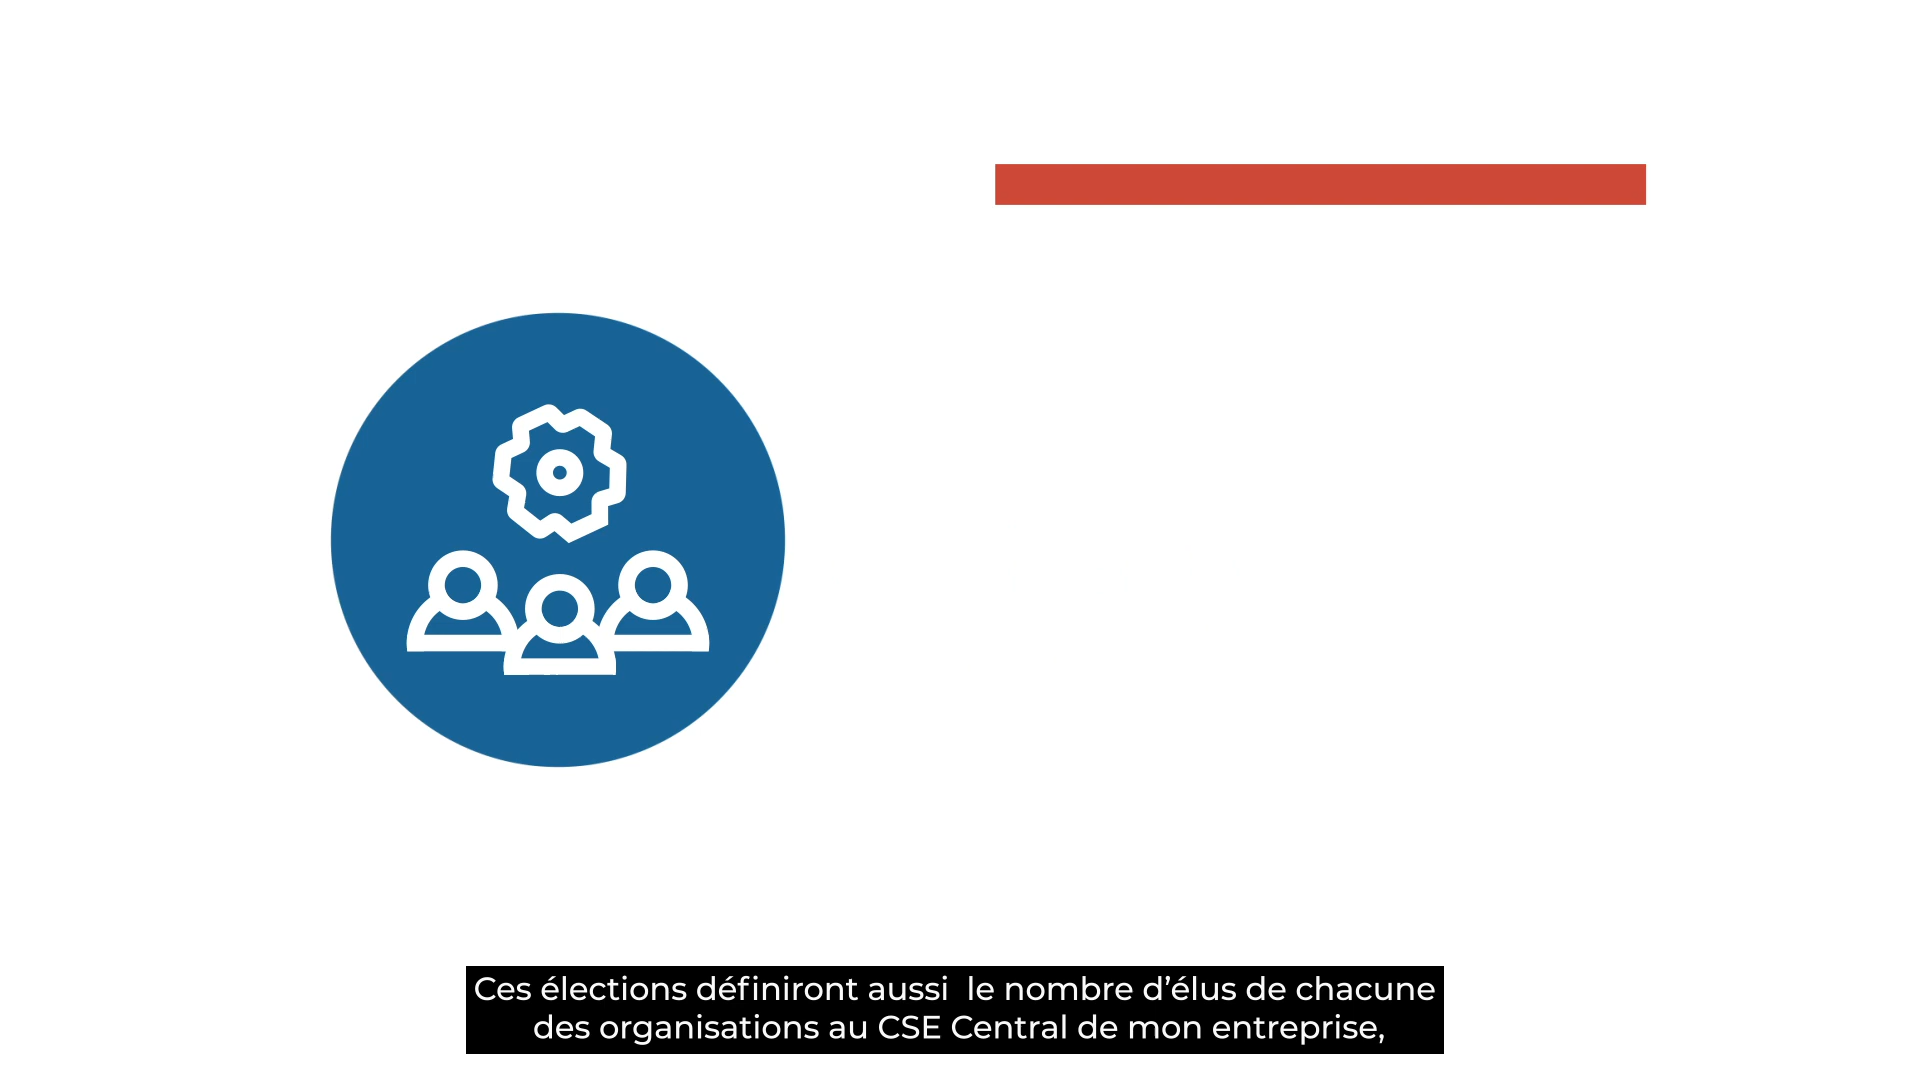 Ces élections définiront aussi  le nombre d’élus de chacune
des organisations au CSE Central de mon entreprise,